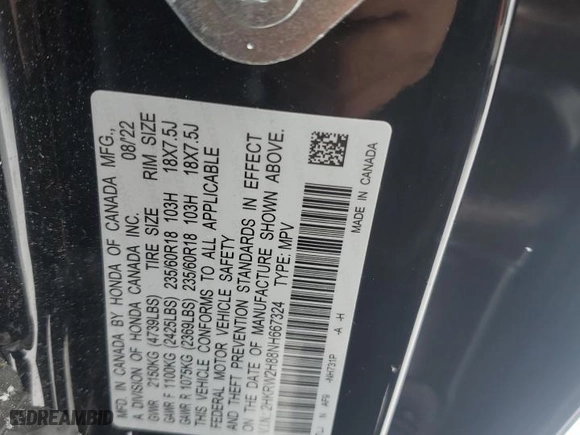 IN CANADA BY HONDA OF CANADA MFG.,
DIVISION OF HONDA CANADA INC. 08/22
TIRE SIZE RIM SIZE
GVWR 2150KG (4739LBS)
GAWR F 1100KG (2425LBS) 235/60R18 103H 18X7.5J
GAWR R 1075KG (2369LBS) 235/60R18 103H 18X7.5J
THIS VEHICLE CONFORMS TO ALL APPLICABLE
FEDERAL MOTOR VEHICLE SAFETY
AND THEFT PREVENTION STANDARDS IN EFFECT
ON THE DATE OF MANUFACTURE SHOWN ABOVE.
2HKRW2H88NH667324 TYPE: MPV
NH731P -A -H
MADE IN CANADA
DREAMBID